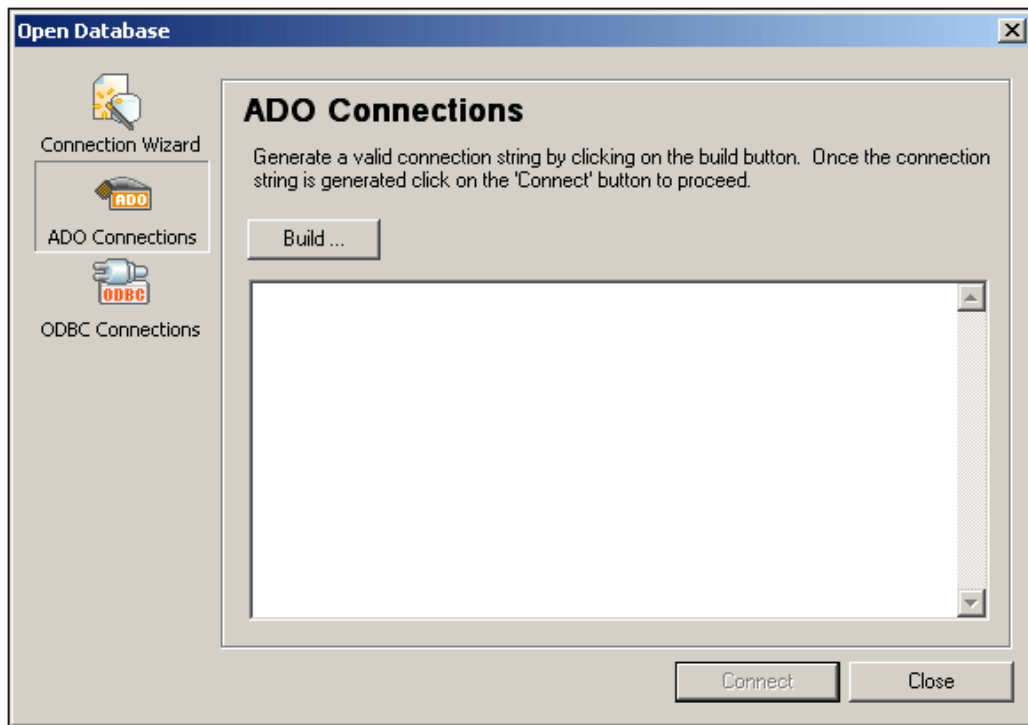 Open Database
Connection Wizard
ADO
ADO Connections
ODBC
ODBC Connections
ADO Connections
Generate a valid connection string by clicking on the build button.  Once the connection
string is generated click on the 'Connect' button to proceed.
Build ...
Connect
Close